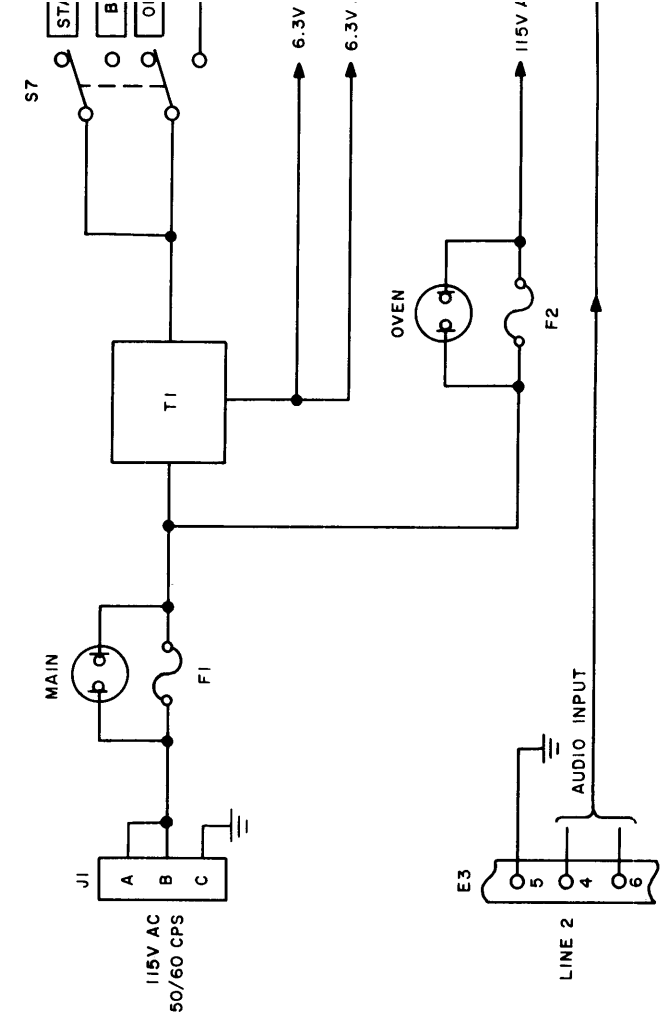 S7
B
6.3V
6.3V
115V
OVEN
F2
T1
MAIN
F1
AUDIO INPUT
J1
A
B
C
115V AC
50/60 CPS
E3
5
4
6
LINE 2